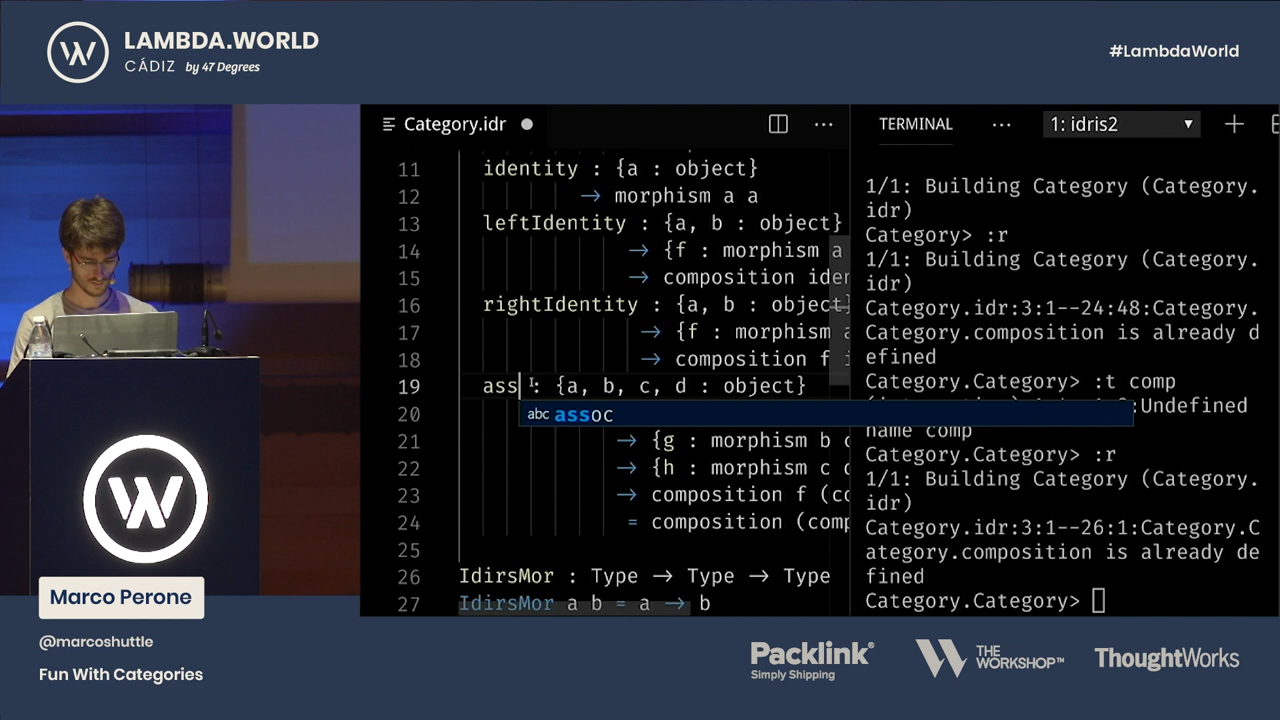 LAMBDA.WORLD
CÁDIZ by 47 Degrees
#LambdaWorld
Category.idr
11 identity : {a : object}
12 → morphism a a
13 leftIdentity : {a, b : object}
14 → {f : morphism a
15 → composition iden
16 rightIdentity : {a, b : object}
17 → {f : morphism a
18 → composition f i
19 ass : {a, b, c, d : object}
20 abc assoc
21 → {g : morphism b c
22 → {h : morphism c d
23 → composition f (co
24 = composition (comp
25
26 IdirsMor : Type → Type → Type
27 IdirsMor a b = a → b
TERMINAL ... 1: idris2
1/1: Building Category (Category.
idr)
Category> :r
1/1: Building Category (Category.
idr)
Category.idr:3:1--24:48:Category.
Category.composition is already d
efined
Category.Category> :t comp
:Undefined
name comp
Category.Category> :r
1/1: Building Category (Category.
idr)
Category.idr:3:1--26:1:Category.C
ategory.composition is already de
fined
Category.Category>
W
Marco Perone
@marcoshuttle
Fun With Categories
Packlink
Simply Shipping
THE
WORKSHOP™
ThoughtWorks